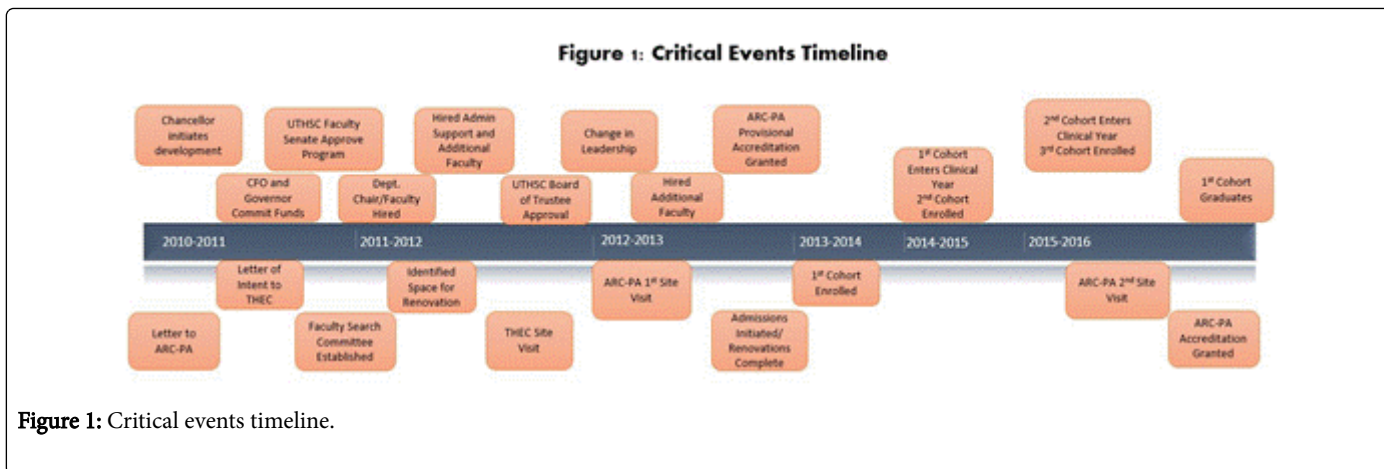 Figure 1: Critical Events Timeline
Chancellor
initiates
development
UTHSC Faculty
Senate Approve
Program
Hired Admin
Support and
Additional
Faculty
Change in
Leadership
ARC-PA
Provisional
Accreditation
Granted
2nd Cohort Enters
Clinical Year
3rd Cohort Enrolled
CFO and
Governor
Commit Funds
Dept.
Chair/Faculty
Hired
UTHSC Board
of Trustee
Approval
Hired
Additional
Faculty
1st Cohort
Enters Clinical
Year
2nd Cohort
Enrolled
1st Cohort
Graduates
2010-2011
2011-2012
2012-2013
2013-2014
2014-2015
2015-2016
Letter of
Intent to
THEC
Identified
Space for
Renovation
ARC-PA 1st Site
Visit
1st Cohort
Enrolled
ARC-PA 2nd Site
Visit
Letter to
ARC-PA
Faculty Search
Committee
Established
THEC Site
Visit
Admissions
Initiated/
Renovations
Complete
ARC-PA
Accreditation
Granted
Figure 1: Critical events timeline.